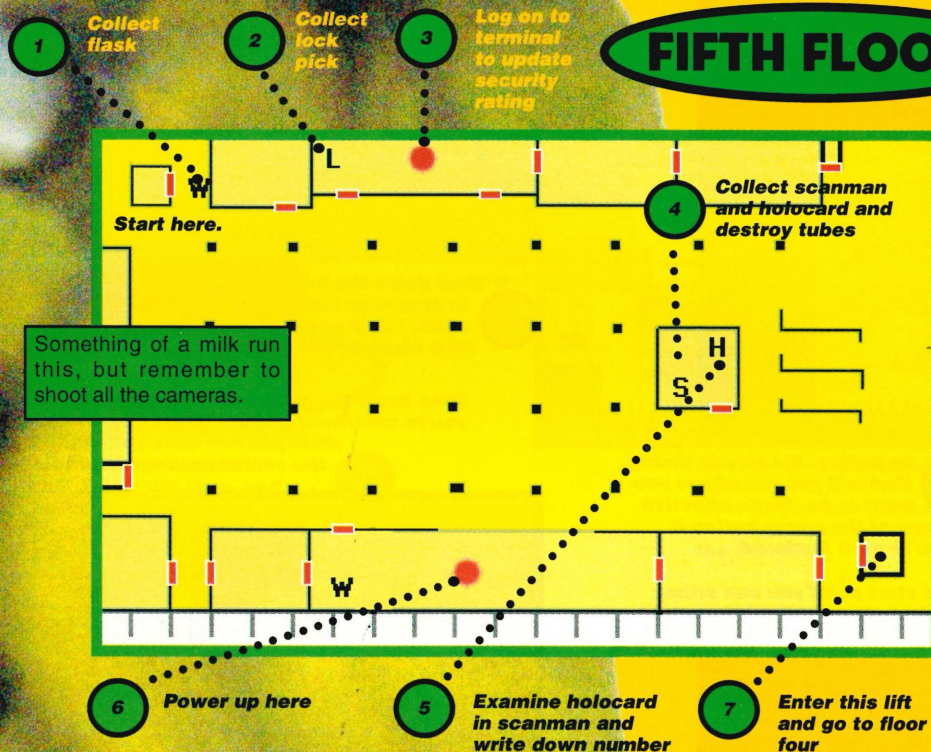 1
Collect
flask
2
Collect
lock
pick
3
Log on to
terminal
to update
security
rating
FIFTH FLOO
W
L
Start here.
4
Collect scanman
and holocard and
destroy tubes
Something of a milk run
this, but remember to
shoot all the cameras.
H
S
W
6
Power up here
5
Examine holocard
in scanman and
write down number
7
Enter this lift
and go to floor
four